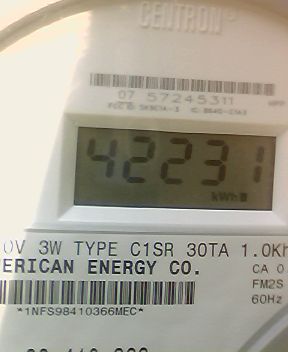 CENTRON
07 57245311
42231
kWh
0V 3W TYPE C1SR 30TA 1.0Kh
ERICAN ENERGY CO.
CA 0.
FM2S
60Hz
*1NFS98410366MEC*